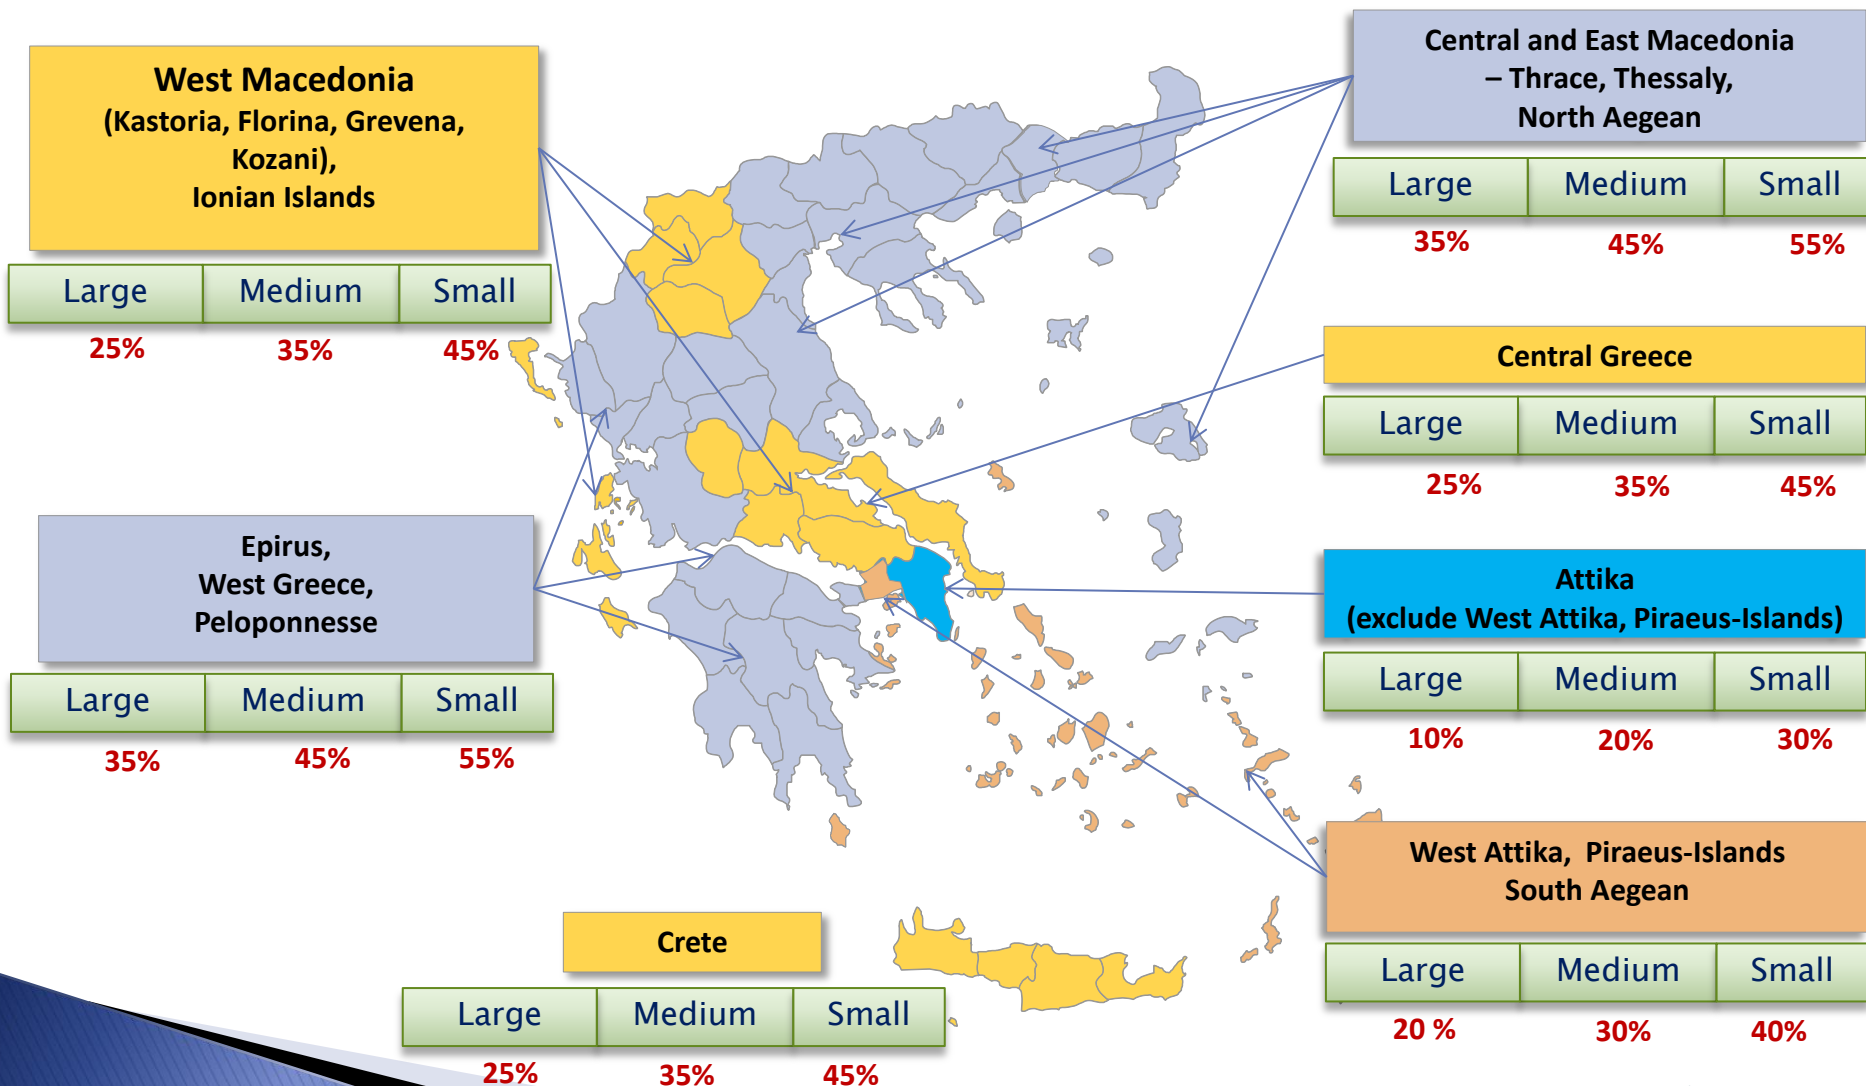 West Macedonia
(Kastoria, Florina, Grevena,
Kozani),
Ionian Islands
Large Medium Small
25% 35% 45%
Epirus,
West Greece,
Peloponnesse
Large Medium Small
35% 45% 55%
Crete
Large Medium Small
25% 35% 45%
Central and East Macedonia
– Thrace, Thessaly,
North Aegean
Large Medium Small
35% 45% 55%
Central Greece
Large Medium Small
25% 35% 45%
Attika
(exclude West Attika, Piraeus-Islands)
Large Medium Small
10% 20% 30%
West Attika, Piraeus-Islands
South Aegean
Large Medium Small
20 % 30% 40%